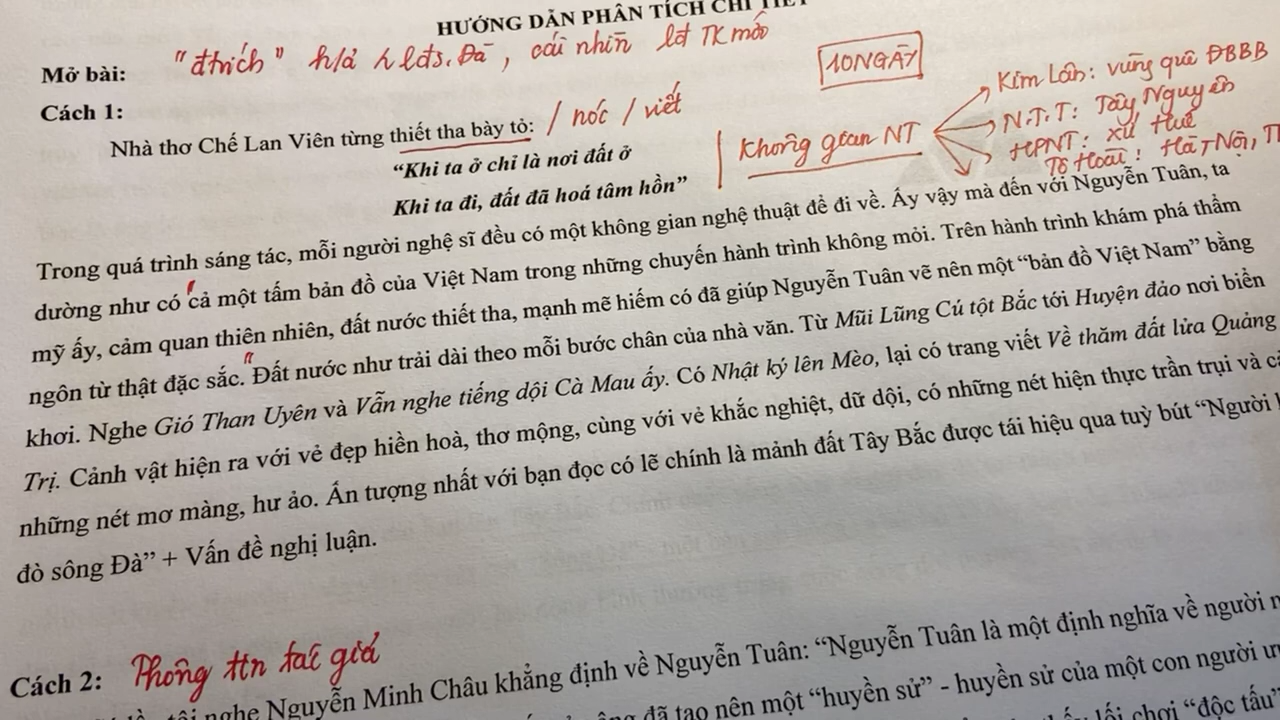 HƯỚNG DẪN PHÂN TÍCH CHI TIẾT
Mở bài: "đtrích" h/ả , cái nhìn
10NGÀY
Cách 1:
Nhà thơ Chế Lan Viên từng thiết tha bày tỏ: / nốc / viết
“Khi ta ở chỉ là nơi đất ở
Khi ta đi, đất đã hoá tâm hồn”
Không gian NT
Kim Lân: vùng quê ĐBBB
N.T.T: Tây Nguyên
HPNT: xứ Huế
Tô Hoài: Hà Nội, T
Trong quá trình sáng tác, mỗi người nghệ sĩ đều có một không gian nghệ thuật để đi về. Ấy vậy mà đến với Nguyễn Tuân, ta
dường như có cả một tấm bản đồ của Việt Nam trong những chuyến hành trình không mỏi. Trên hành trình khám phá thẩm
mỹ ấy, cảm quan thiên nhiên, đất nước thiết tha, mạnh mẽ hiếm có đã giúp Nguyễn Tuân vẽ nên một “bản đồ Việt Nam” bằng
ngôn từ thật đặc sắc. Đất nước như trải dài theo mỗi bước chân của nhà văn. Từ Mũi Lũng Cú tột Bắc tới Huyện đảo nơi biển
khơi. Nghe Gió Than Uyên và Vẫn nghe tiếng dội Cà Mau ấy. Có Nhật ký lên Mèo, lại có trang viết Về thăm đất lửa Quảng
Trị. Cảnh vật hiện ra với vẻ đẹp hiền hoà, thơ mộng, cùng với vẻ khắc nghiệt, dữ dội, có những nét hiện thực trần trụi và cả
những nét mơ màng, hư ảo. Ấn tượng nhất với bạn đọc có lẽ chính là mảnh đất Tây Bắc được tái hiệu qua tuỳ bút “Người l
đò sông Đà” + Vấn đề nghị luận.
Cách 2: Thông tin tác giả
tôi nghe Nguyễn Minh Châu khẳng định về Nguyễn Tuân: “Nguyễn Tuân là một định nghĩa về người n
đã tạo nên một “huyền sử” - huyền sử của một con người ư
lối chơi “độc tấu”